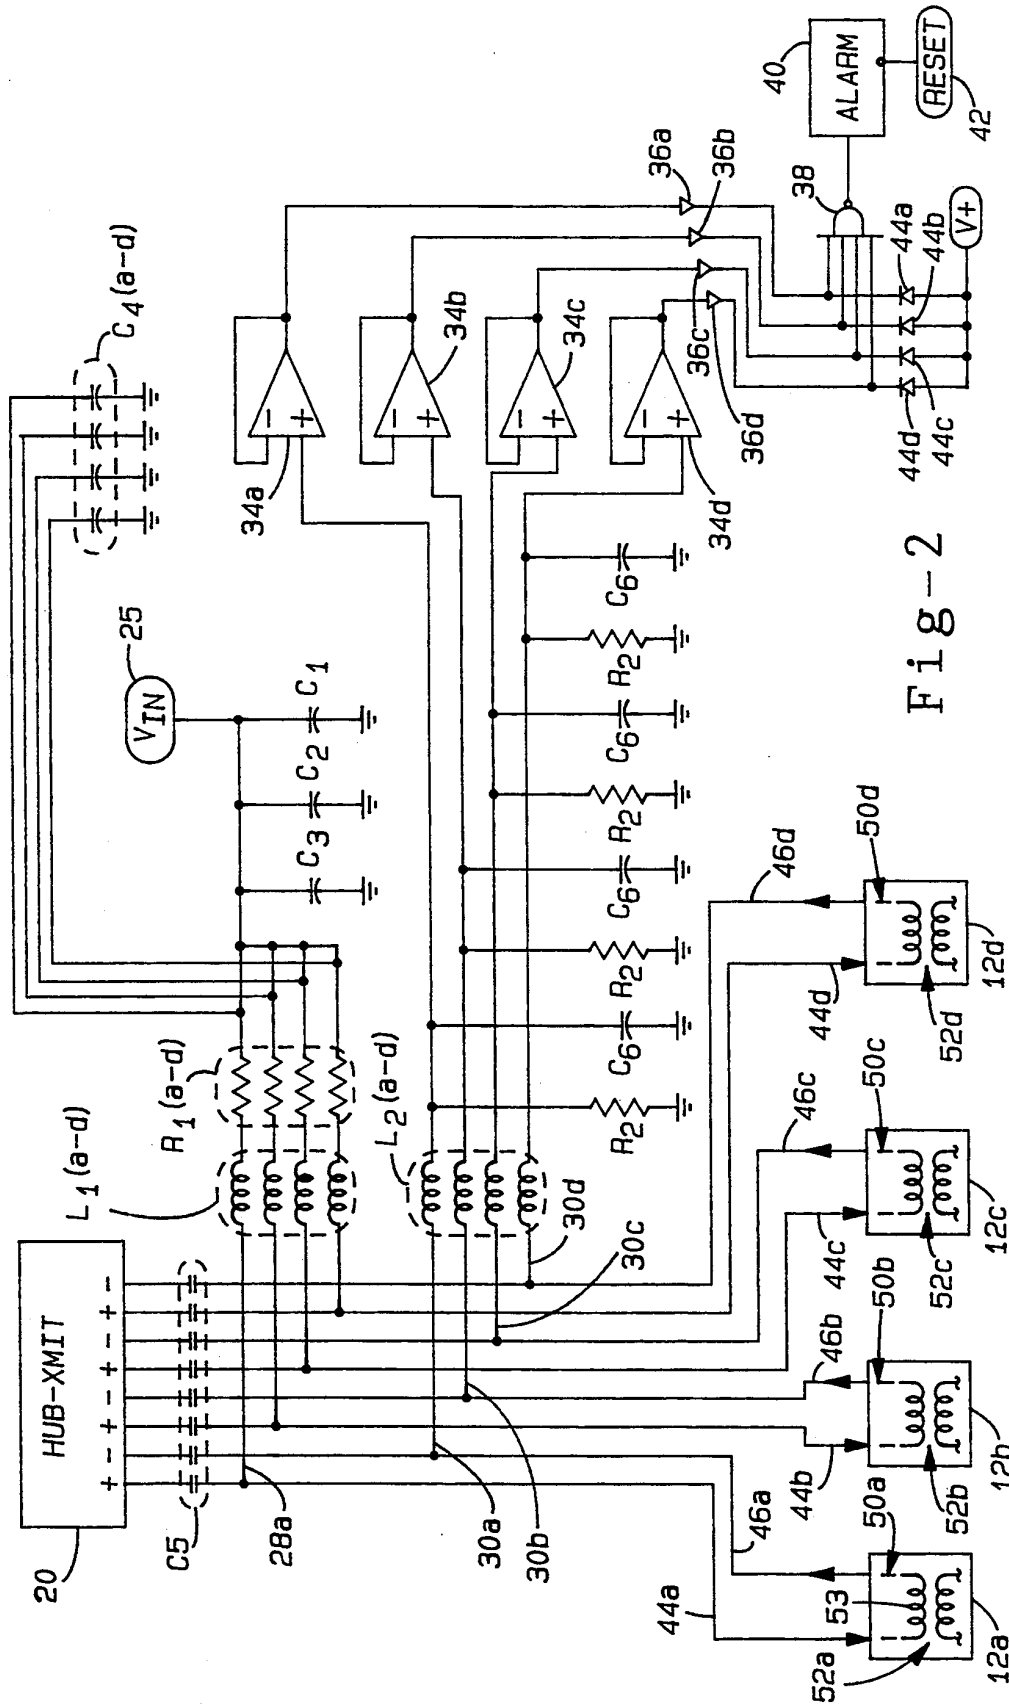 HUB-XMIT
+ - + - + - + -
20
C5
L1 (a-d)
R1 (a-d)
L2 (a-d)
C4 (a-d)
VIN
25
C3
C2
C1
28a
30a
30b
30c
30d
R2
C6
R2
C6
R2
C6
R2
C6
-
+
34a
-
+
34b
-
+
34c
-
+
34d
36a
36b
36c
36d
38
40
ALARM
RESET
42
44a
44b
44c
44d
V+
44a
46a
44b
46b
44c
46c
44d
46d
50a
52a
53
12a
50b
52b
12b
50c
52c
12c
50d
52d
12d
Fig-2